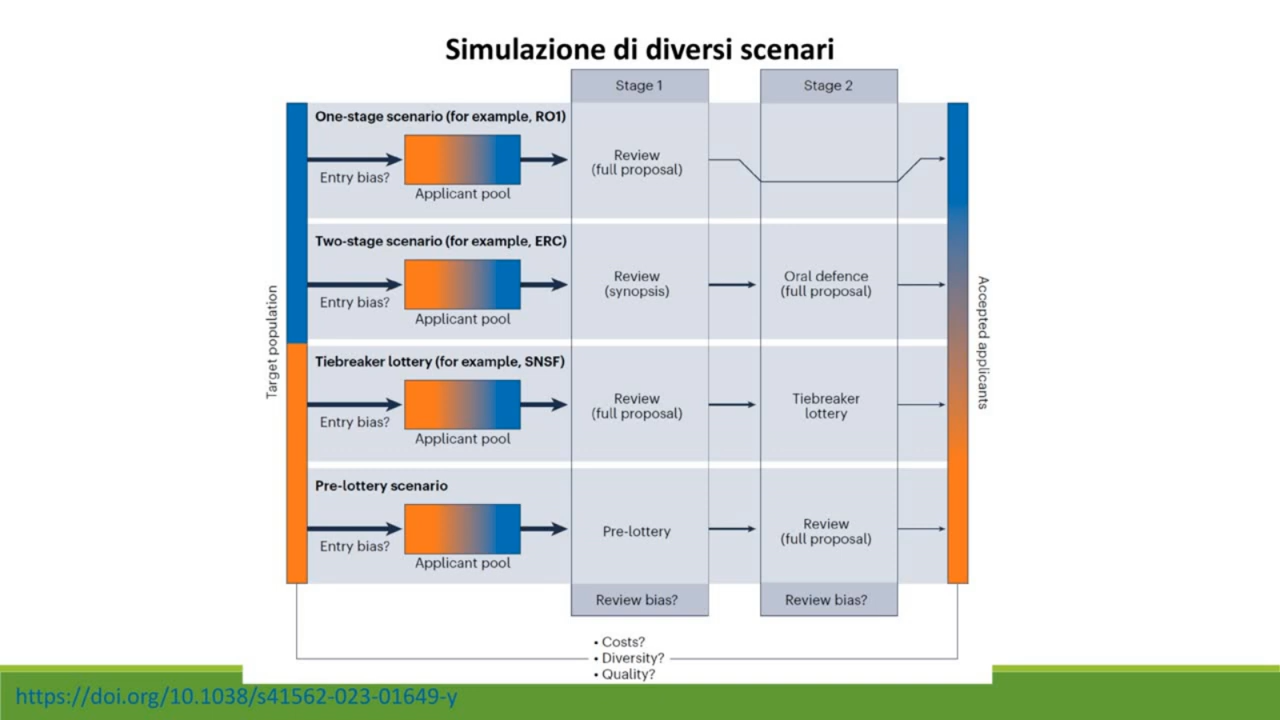 Simulazione di diversi scenari
Stage 1
Stage 2
One-stage scenario (for example, RO1)
Entry bias?
Applicant pool
Review
(full proposal)
Two-stage scenario (for example, ERC)
Entry bias?
Applicant pool
Review
(synopsis)
Oral defence
(full proposal)
Tiebreaker lottery (for example, SNSF)
Entry bias?
Applicant pool
Review
(full proposal)
Tiebreaker
lottery
Pre-lottery scenario
Entry bias?
Applicant pool
Pre-lottery
Review
(full proposal)
Target population
Accepted applicants
Review bias?
Review bias?
• Costs?
• Diversity?
• Quality?
https://doi.org/10.1038/s41562-023-01649-y